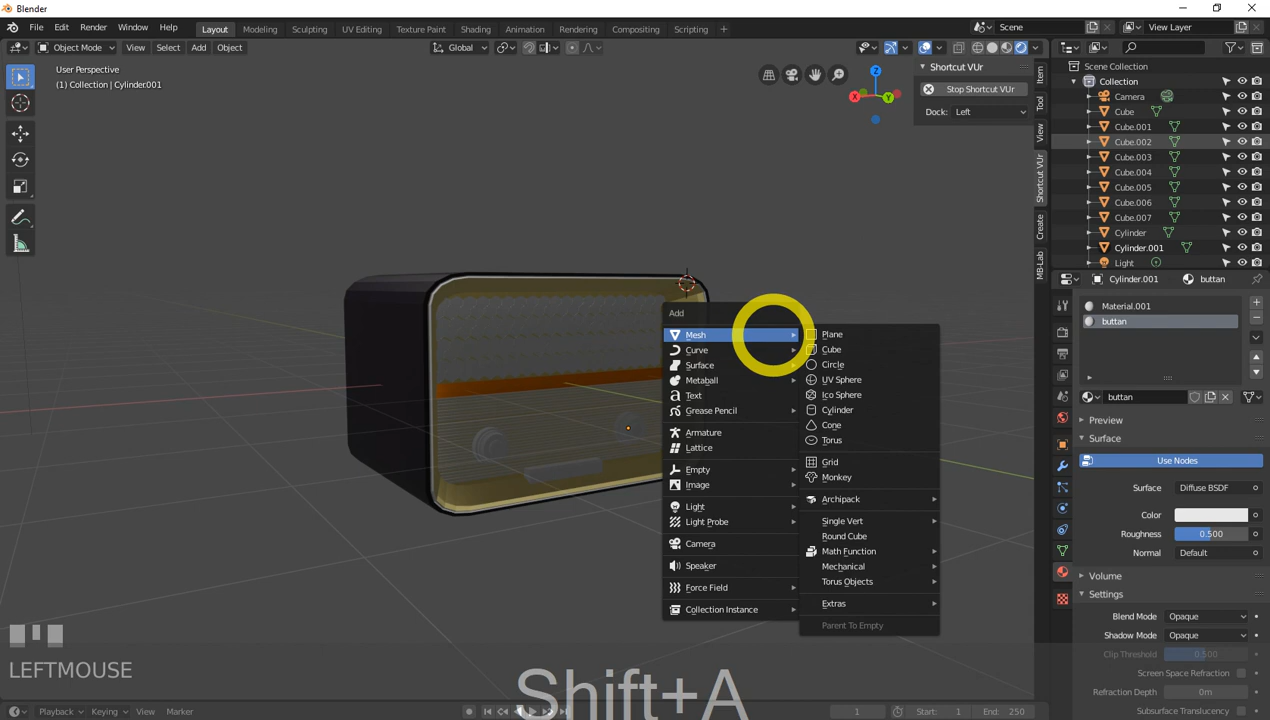 Blender
File Edit Render Window Help
Layout Modeling Sculpting UV Editing Texture Paint Shading Animation Rendering Compositing Scripting +
Scene
View Layer
Object Mode View Select Add Object
Global
User Perspective
(1) Collection | Cylinder.001
Shortcut VUr
Stop Shortcut VUr
Dock: Left
Item
Tool
View
Shortcut VUr
Create
MB-Lab
X
Y
Z
Scene Collection
Collection
Camera
Cube
Cube.001
Cube.002
Cube.003
Cube.004
Cube.005
Cube.006
Cube.007
Cylinder
Cylinder.001
Light
Cylinder.001 buttan
Material.001
buttan
buttan
Preview
Surface
Use Nodes
Surface Diffuse BSDF
Color
Roughness 0.500
Normal Default
Volume
Settings
Blend Mode Opaque
Shadow Mode Opaque
Clip Threshold 0.500
Screen Space Refraction
Refraction Depth 0m
Subsurface Translucency
Add
Mesh
Curve
Surface
Metaball
Text
Grease Pencil
Armature
Lattice
Empty
Image
Light
Light Probe
Camera
Speaker
Force Field
Collection Instance
Plane
Cube
Circle
UV Sphere
Ico Sphere
Cylinder
Cone
Torus
Grid
Monkey
Archipack
Single Vert
Round Cube
Math Function
Mechanical
Torus Objects
Extras
Parent To Empty
LEFTMOUSE
Shift+A
Playback Keying View Marker
1 Start: 1 End: 250